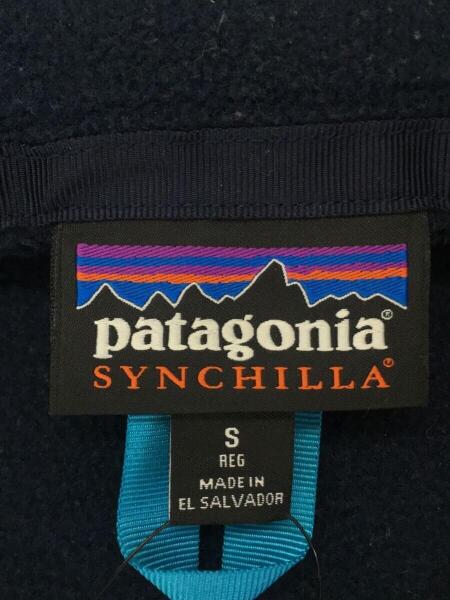 patagonia®
SYNCHILLA®
S
REG
MADE IN
EL SALVADOR